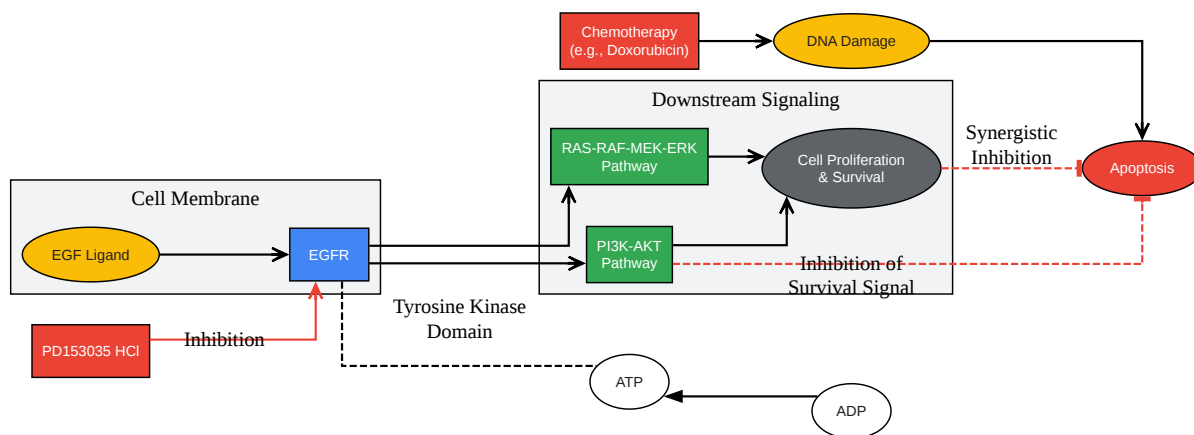 Chemotherapy
(e.g., Doxorubicin)
DNA Damage
Downstream Signaling
RAS-RAF-MEK-ERK
Pathway
Cell Proliferation
& Survival
Synergistic
Inhibition
Apoptosis
Cell Membrane
EGF Ligand
EGFR
PI3K-AKT
Pathway
Inhibition of
Survival Signal
Tyrosine Kinase
Domain
PD153035 HCl
Inhibition
ATP
ADP